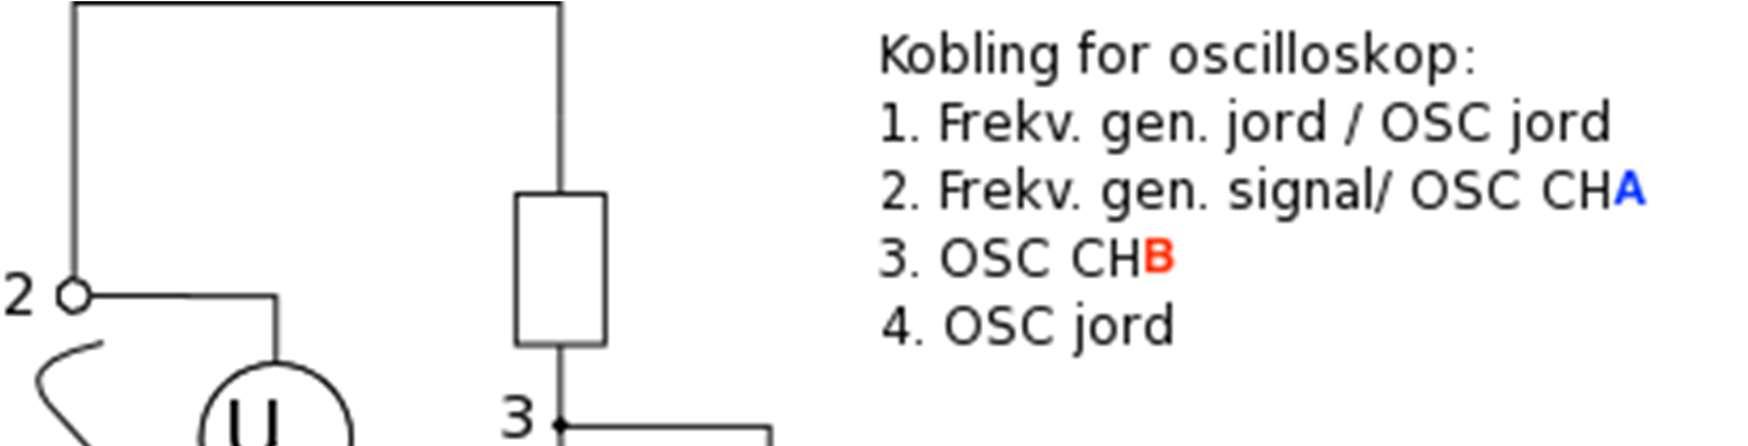 Kobling for oscilloskop:
1. Frekv. gen. jord / OSC jord
2. Frekv. gen. signal/ OSC CHA
3. OSC CHB
4. OSC jord
2
U
3